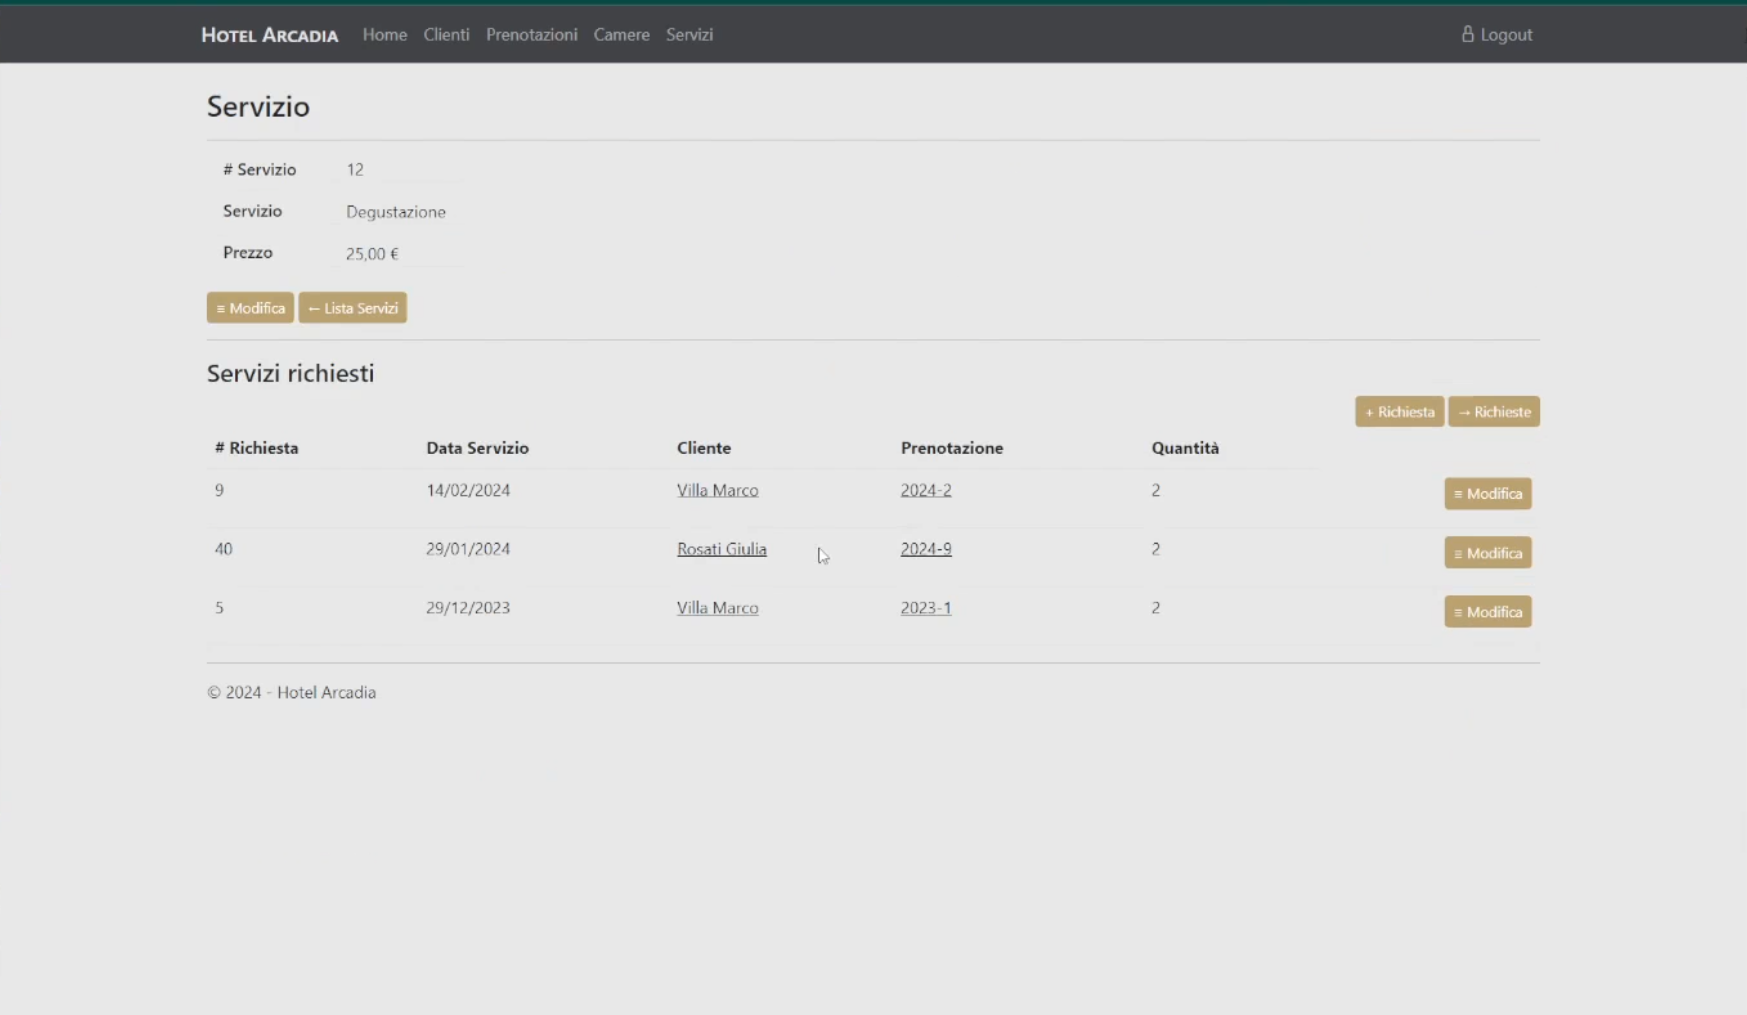 HOTEL ARCADIA Home Clienti Prenotazioni Camere Servizi Logout
Servizio
# Servizio 12
Servizio Degustazione
Prezzo 25,00 €
≡ Modifica ← Lista Servizi
Servizi richiesti
+ Richiesta → Richieste
# Richiesta Data Servizio Cliente Prenotazione Quantità
9 14/02/2024 Villa Marco 2024-2 2 ≡ Modifica
40 29/01/2024 Rosati Giulia 2024-9 2 ≡ Modifica
5 29/12/2023 Villa Marco 2023-1 2 ≡ Modifica
© 2024 - Hotel Arcadia